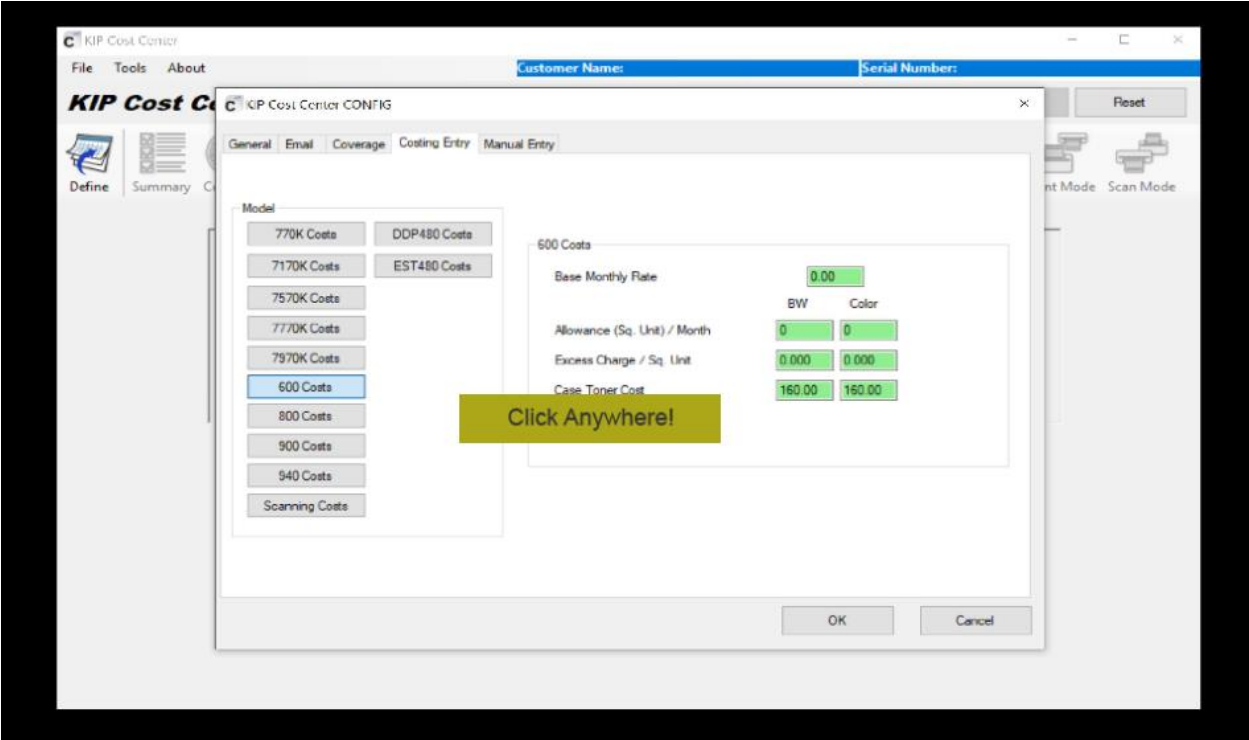 KIP Cost Center
File Tools About Customer Name: Serial Number:
KIP Cost Ce
KIP Cost Center CONFIG
Reset
General Email Coverage Costing Entry Manual Entry
Define Summary C nt Mode Scan Mode
Model
770K Costs DDP480 Costs
7170K Costs EST480 Costs
7570K Costs
7770K Costs
7970K Costs
600 Costs
800 Costs
900 Costs
940 Costs
Scanning Costs
600 Costs
Base Monthly Rate 0.00
BW Color
Allowance (Sq. Unit) / Month 0 0
Excess Charge / Sq. Unit 0.000 0.000
Case Toner Cost 160.00 160.00
Click Anywhere!
OK Cancel